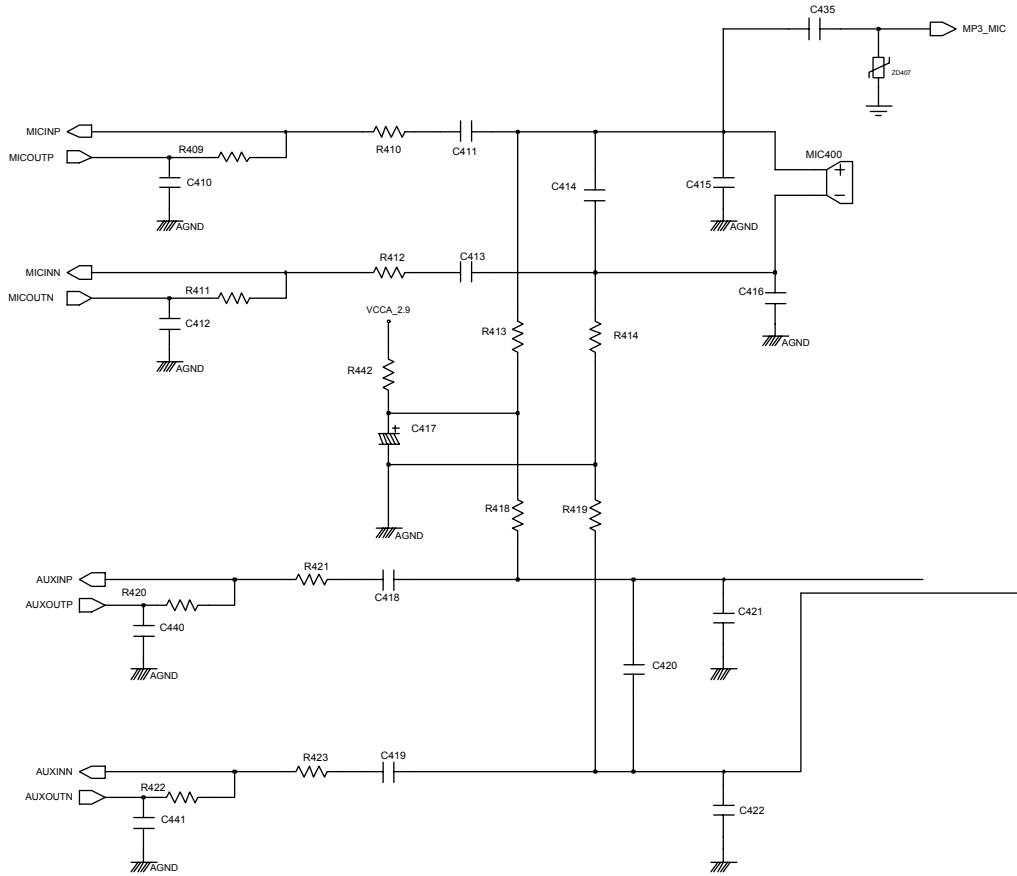 C435
MP3_MIC
ZD407
MICINP
R410
C411
MICOUTP
R409
MIC400
+
−
C410
C414
C415
AGND
AGND
MICINN
R412
C413
MICOUTN
R411
C416
C412
VCCA_2.9
R413
R414
AGND
AGND
R442
+
C417
R418
R419
AGND
AUXINP
R421
C418
AUXOUTP
R420
C421
C440
AGND
C420
AUXINN
R423
C419
AUXOUTN
R422
C441
C422
AGND